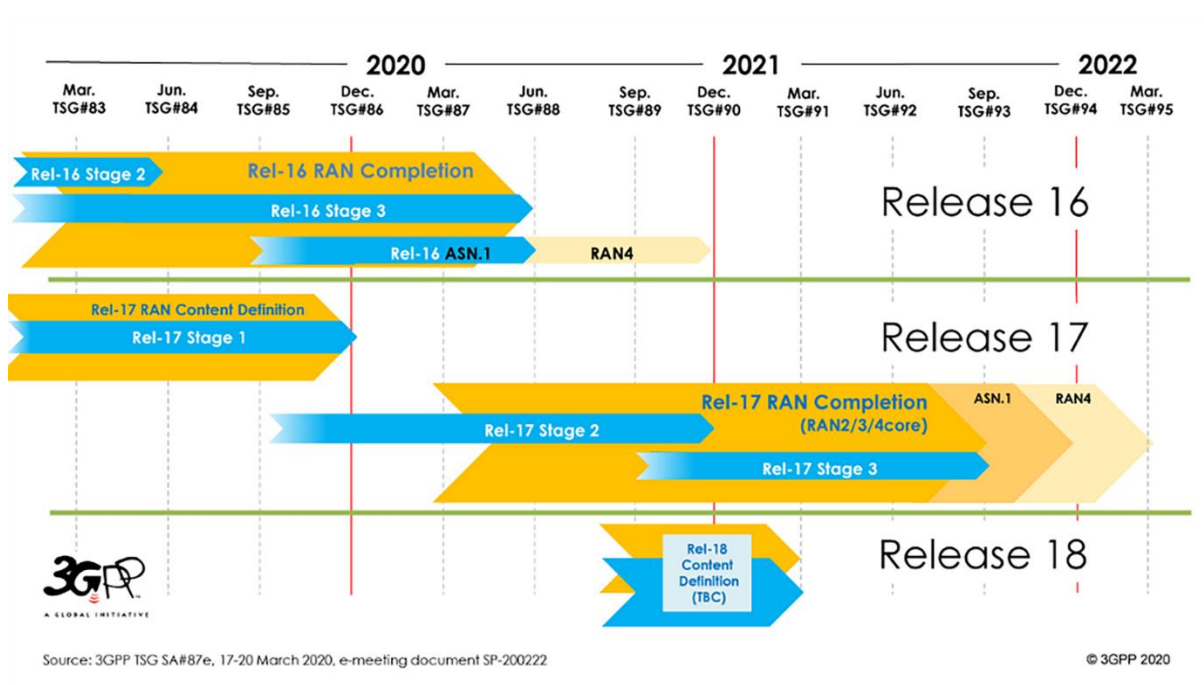 2020
2021
2022
Mar.
TSG#83
Jun.
TSG#84
Sep.
TSG#85
Dec.
TSG#86
Mar.
TSG#87
Jun.
TSG#88
Sep.
TSG#89
Dec.
TSG#90
Mar.
TSG#91
Jun.
TSG#92
Sep.
TSG#93
Dec.
TSG#94
Mar.
TSG#95
Rel-16 Stage 2
Rel-16 RAN Completion
Rel-16 Stage 3
Release 16
Rel-16 ASN.1
RAN4
Rel-17 RAN Content Definition
Rel-17 Stage 1
Release 17
Rel-17 RAN Completion
(RAN2/3/4core)
ASN.1
RAN4
Rel-17 Stage 2
Rel-17 Stage 3
Rel-18
Content
Definition
(TBC)
Release 18
3GPP
A GLOBAL INITIATIVE
Source: 3GPP TSG SA#87e, 17-20 March 2020, e-meeting document SP-200222
© 3GPP 2020